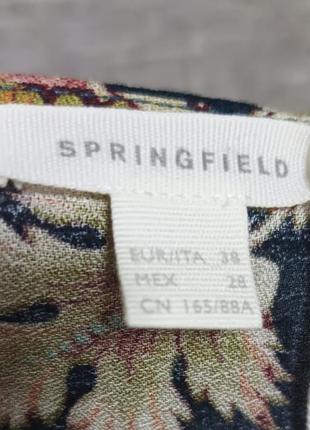 SPRINGFIELD
EUR/ITA 38
MEX 28
CN 165/88A